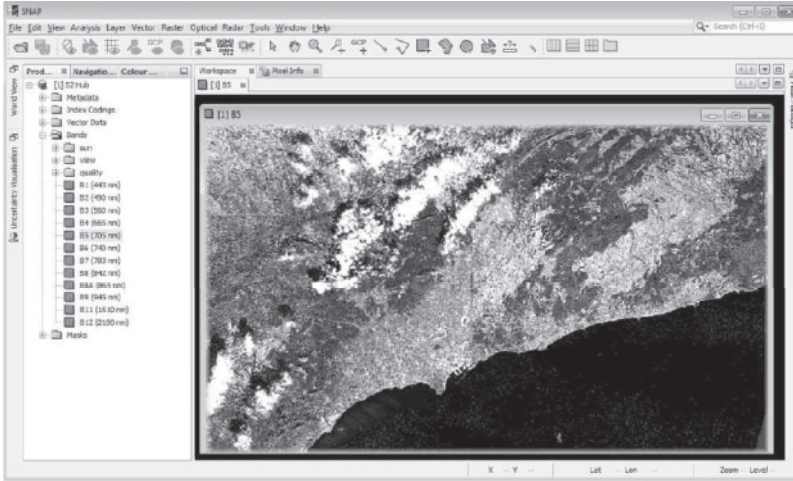 SNAP
File Edit View Analysis Layer Vector Raster Optical Radar Tools Window Help
Search (Ctrl+I)
GCP
GCP
Prod... Navigatio... Colour ...
Workspace Pixel Info
[1] B5
World View
Uncertainty Visualisation
[1] S2 Hub
Metadata
Index Codings
Vector Data
Bands
sun
view
quality
B1 (443 nm)
B2 (490 nm)
B3 (560 nm)
B4 (665 nm)
B5 (705 nm)
B6 (740 nm)
B7 (783 nm)
B8 (842 nm)
B8A (865 nm)
B9 (945 nm)
B11 (1610 nm)
B12 (2190 nm)
Masks
[1] B5
X -- Y -- Lat -- Lon -- Zoom -- Level --